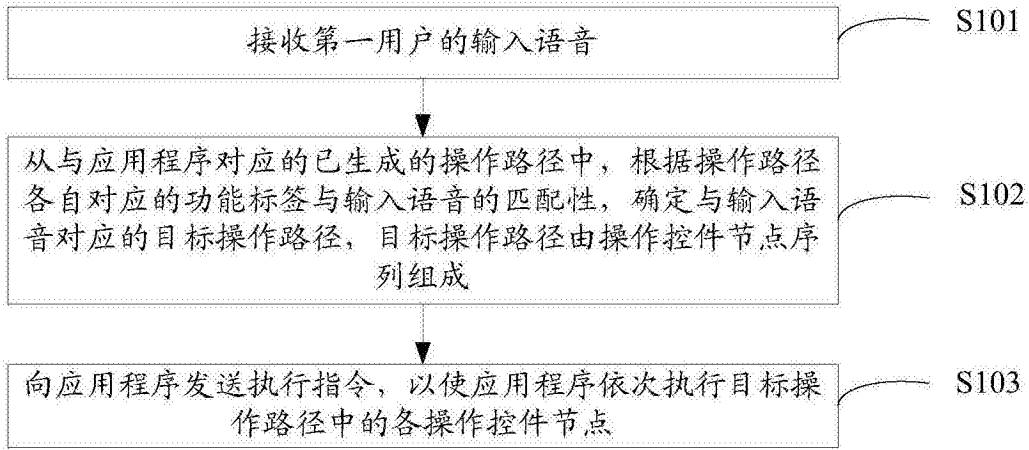 接收第一用户的输入语音
S101
从与应用程序对应的已生成的操作路径中，根据操作路径
各自对应的功能标签与输入语音的匹配性，确定与输入语
音对应的目标操作路径，目标操作路径由操作控件节点序
列组成
S102
向应用程序发送执行指令，以使应用程序依次执行目标操
作路径中的各操作控件节点
S103